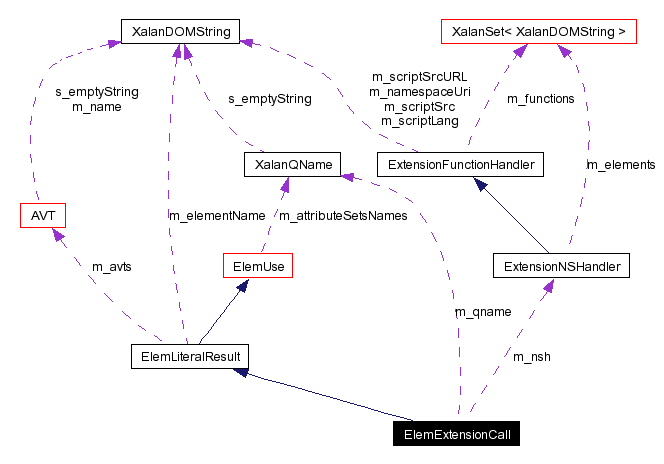 XalanDOMString
XalanSet< XalanDOMString >
s_emptyString
m_name
s_emptyString
m_scriptSrcURL
m_namespaceUri
m_scriptSrc
m_scriptLang
m_functions
XalanQName
ExtensionFunctionHandler
m_elements
AVT
m_elementName
m_attributeSetsNames
m_avts
ElemUse
ExtensionNSHandler
m_qname
ElemLiteralResult
m_nsh
ElemExtensionCall